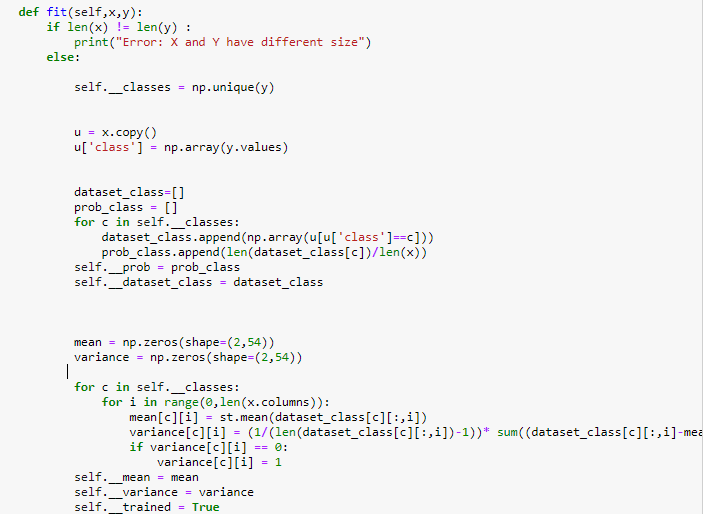 def fit(self,x,y):
    if len(x) != len(y) :
        print("Error: X and Y have different size")
    else:
        self.__classes = np.unique(y)
        u = x.copy()
        u['class'] = np.array(y.values)
        dataset_class=[]
        prob_class = []
        for c in self.__classes:
            dataset_class.append(np.array(u[u['class']==c]))
            prob_class.append(len(dataset_class[c])/len(x))
        self.__prob = prob_class
        self.__dataset_class = dataset_class
        mean = np.zeros(shape=(2,54))
        variance = np.zeros(shape=(2,54))
        for c in self.__classes:
            for i in range(0,len(x.columns)):
                mean[c][i] = st.mean(dataset_class[c][:,i])
                variance[c][i] = (1/(len(dataset_class[c][:,i])-1))* sum((dataset_class[c][:,i]-mea
                if variance[c][i] == 0:
                    variance[c][i] = 1
        self.__mean = mean
        self.__variance = variance
        self.__trained = True